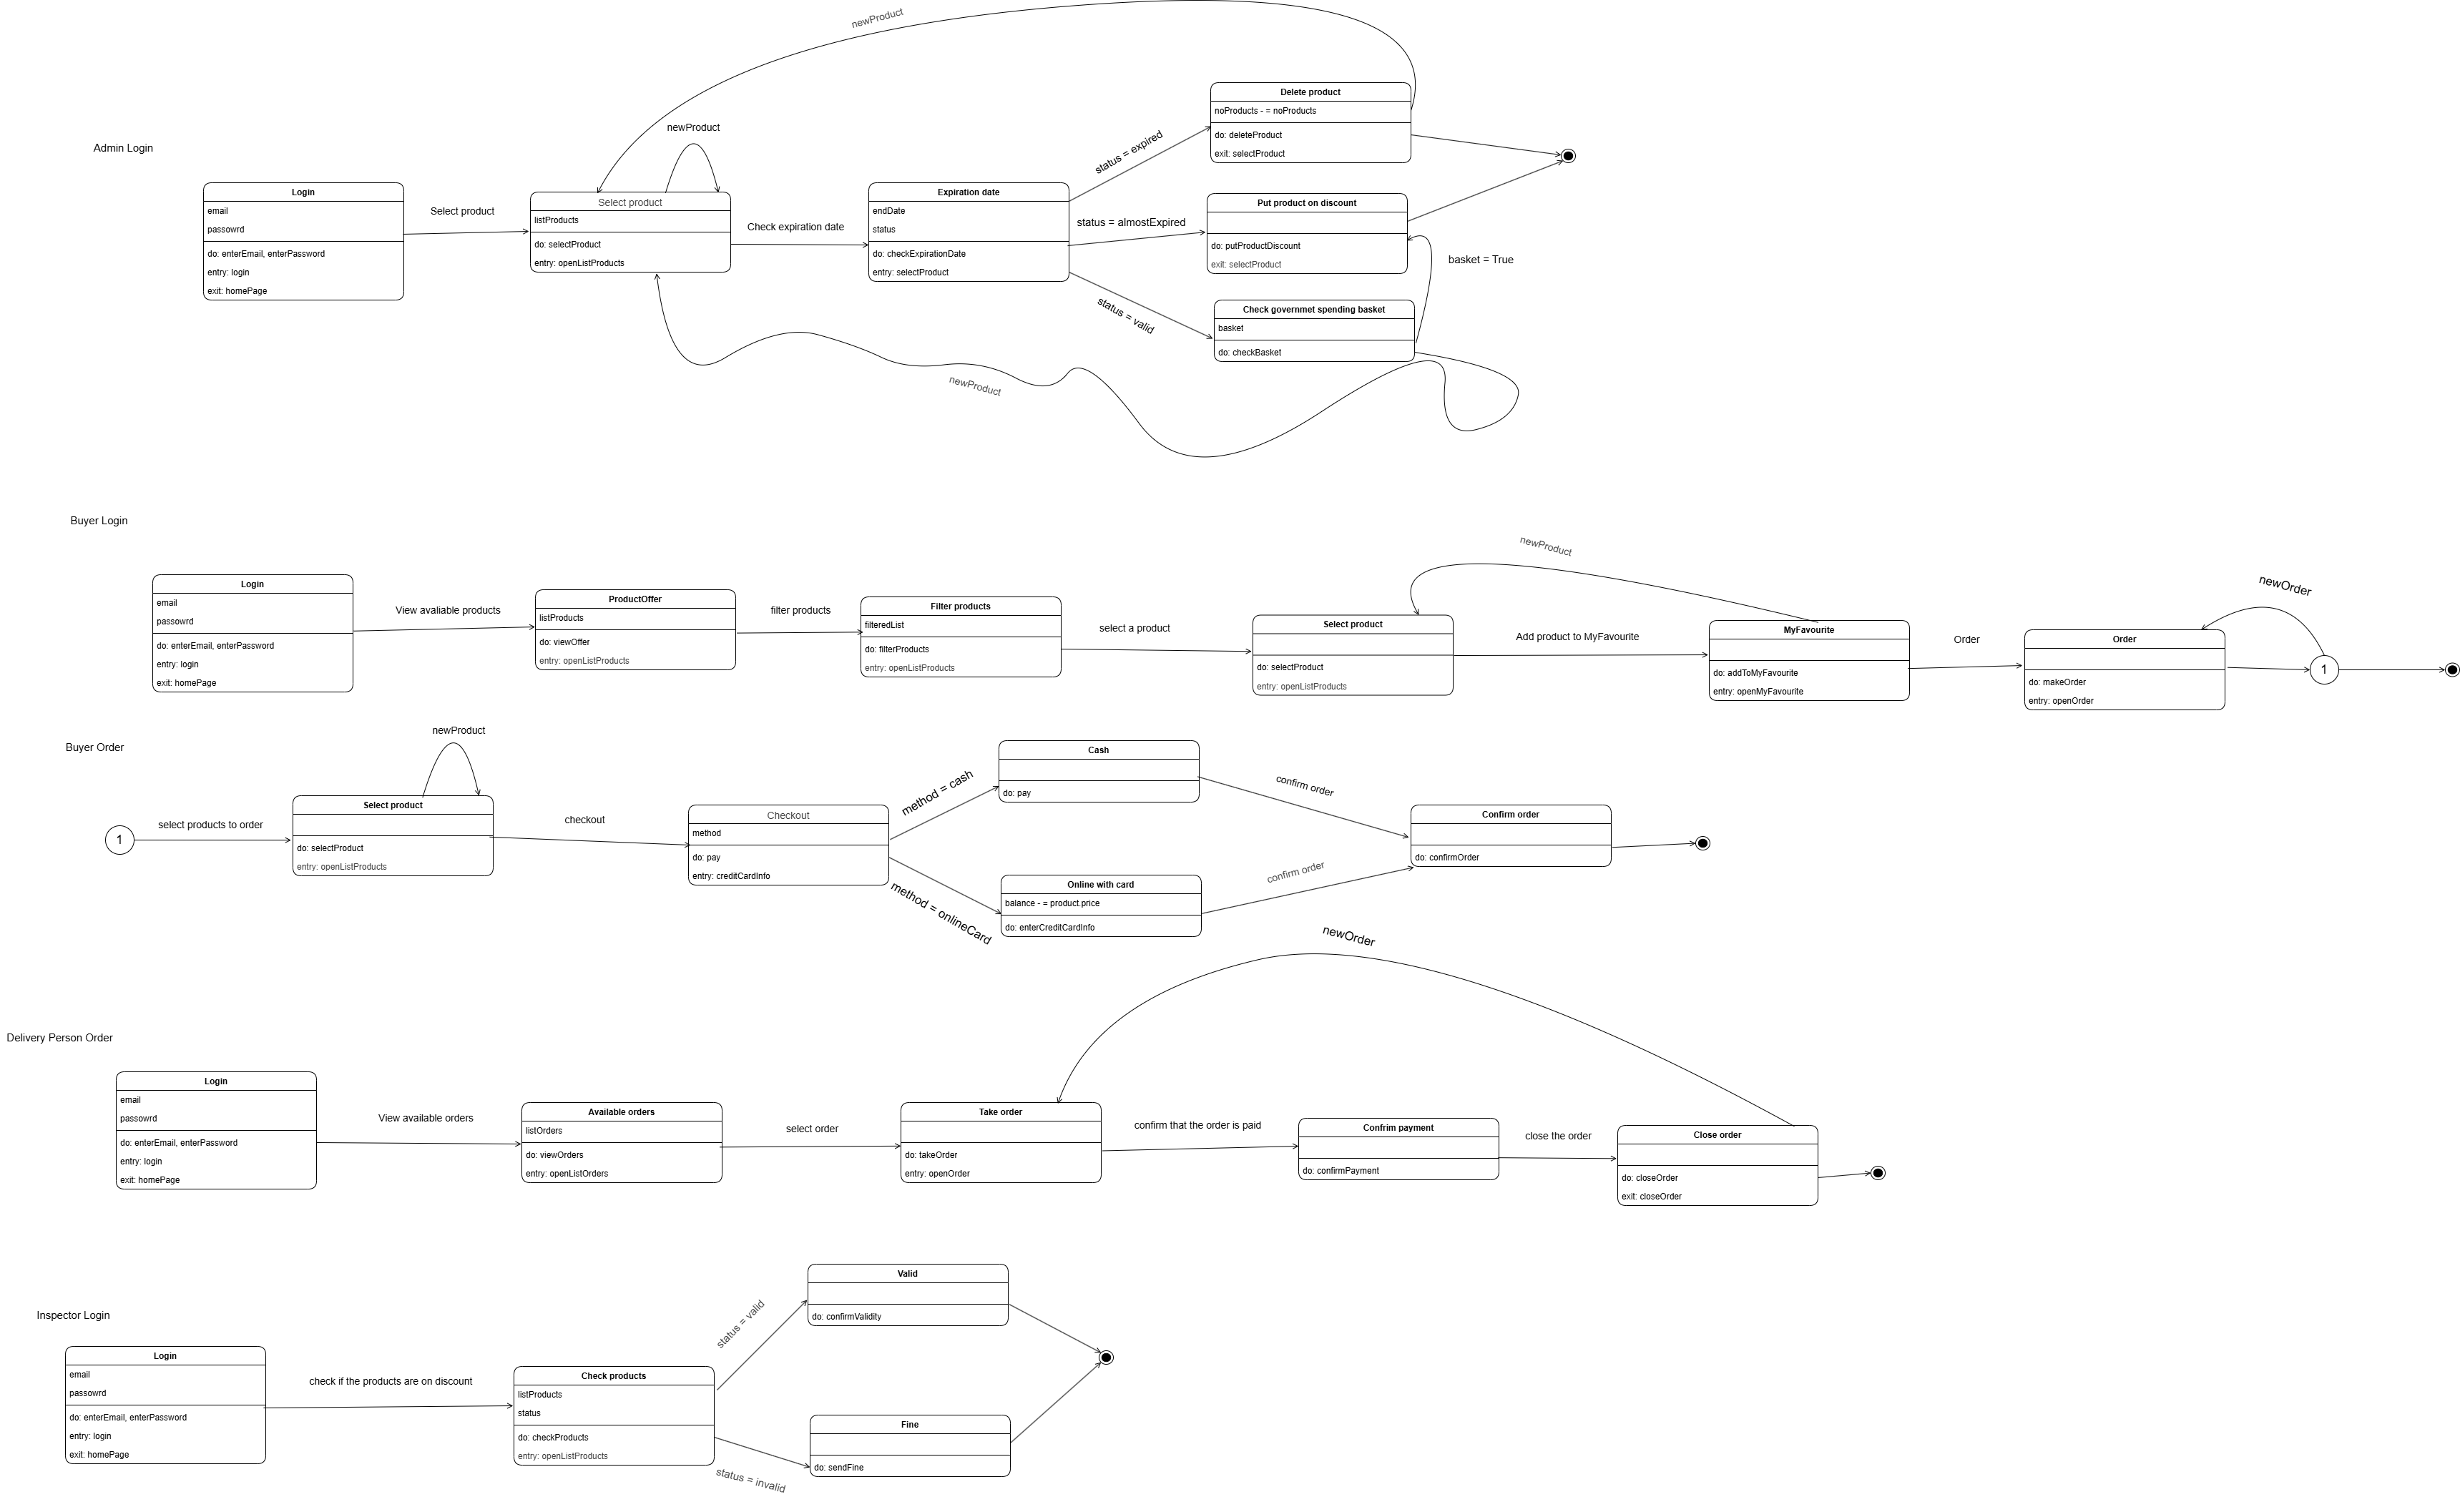 newProduct
Delete product
noProducts - = noProducts
do: deleteProduct
exit: selectProduct
newProduct
status = expired
Admin Login
Login
email
passowrd
do: enterEmail, enterPassword
entry: login
exit: homePage
Select product
Select product
listProducts
do: selectProduct
entry: openListProducts
Check expiration date
Expiration date
endDate
status
do: checkExpirationDate
entry: selectProduct
status = almostExpired
Put product on discount
do: putProductDiscount
exit: selectProduct
basket = True
status = valid
Check governmet spending basket
basket
do: checkBasket
newProduct
Buyer Login
Login
email
passowrd
do: enterEmail, enterPassword
entry: login
exit: homePage
View avaliable products
ProductOffer
listProducts
do: viewOffer
entry: openListProducts
filter products
Filter products
filteredList
do: filterProducts
entry: openListProducts
select a product
newProduct
Select product
do: selectProduct
entry: openListProducts
Add product to MyFavourite
MyFavourite
do: addToMyFavourite
entry: openMyFavourite
Order
Order
do: makeOrder
entry: openOrder
newOrder
1
Buyer Order
1
select products to order
newProduct
Select product
do: selectProduct
entry: openListProducts
checkout
Checkout
method
do: pay
entry: creditCardInfo
method = cash
Cash
do: pay
confirm order
method = onlineCard
Online with card
balance - = product.price
do: enterCreditCardInfo
confirm order
Confirm order
do: confirmOrder
newOrder
Delivery Person Order
Login
email
passowrd
do: enterEmail, enterPassword
entry: login
exit: homePage
View available orders
Available orders
listOrders
do: viewOrders
entry: openListOrders
select order
Take order
do: takeOrder
entry: openOrder
confirm that the order is paid
Confrim payment
do: confirmPayment
close the order
Close order
do: closeOrder
exit: closeOrder
Inspector Login
Login
email
passowrd
do: enterEmail, enterPassword
entry: login
exit: homePage
check if the products are on discount
Check products
listProducts
status
do: checkProducts
entry: openListProducts
status = valid
Valid
do: confirmValidity
status = invalid
Fine
do: sendFine